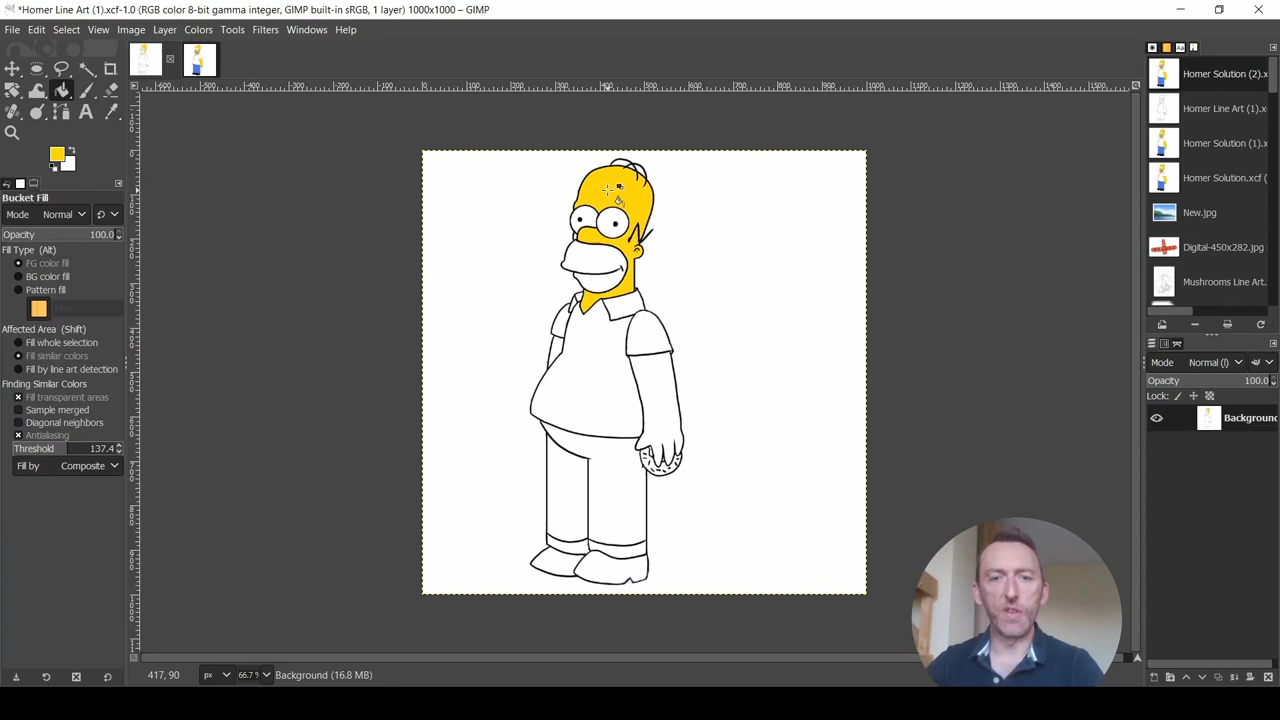 *Homer Line Art (1).xcf-1.0 (RGB color 8-bit gamma integer, GIMP built-in sRGB, 1 layer) 1000x1000 – GIMP
File Edit Select View Image Layer Colors Filters Tools Windows Help
Homer Solution (2).x
Homer Line Art (1).x
Homer Solution (1).x
Homer Solution.xcf (
New.jpg
Digital-450x282.jpg
Mushrooms Line Art.
Bucket Fill
Mode Normal
Opacity 100.0
Fill Type (Alt)
FG color fill
BG color fill
Pattern fill
Affected Area (Shift)
Fill whole selection
Fill similar colors
Fill by line art detection
Finding Similar Colors
Fill transparent areas
Sample merged
Diagonal neighbors
Antialiasing
Threshold 137.4
Fill by Composite
Mode Normal (l)
Opacity 100.0
Lock:
Background
417, 90 px 66.7 % Background (16.8 MB)